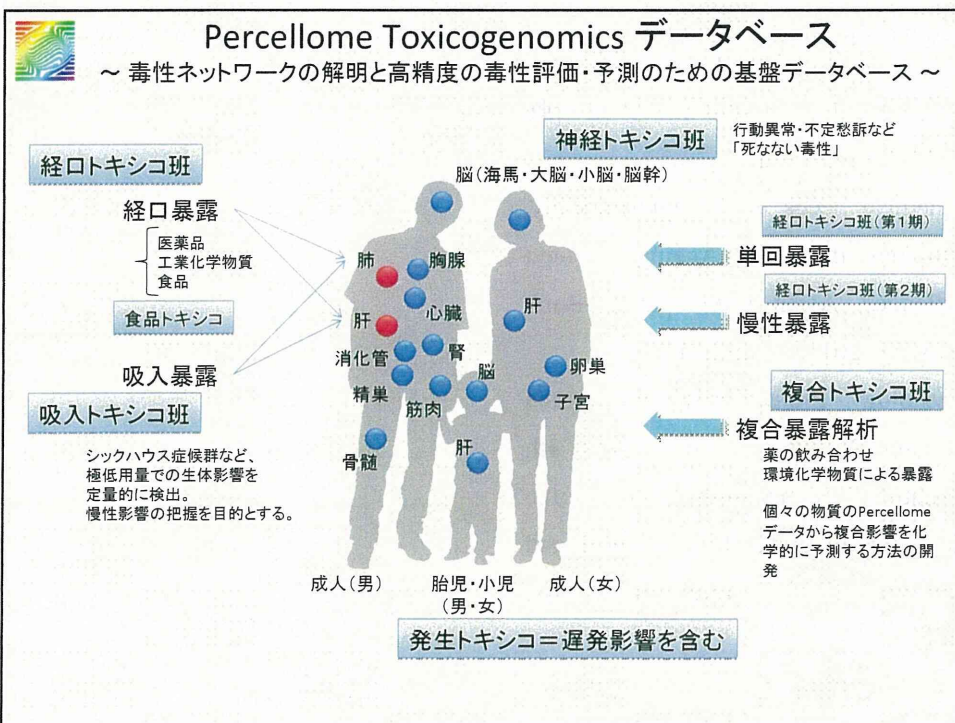 Percellome Toxicogenomics データベース
～ 毒性ネットワークの解明と高精度の毒性評価・予測のための基盤データベース ～
経口トキシコ班
経口暴露
医薬品
工業化学物質
食品
食品トキシコ
吸入暴露
吸入トキシコ班
シックハウス症候群など、
極低用量での生体影響を
定量的に検出。
慢性影響の把握を目的とする。
神経トキシコ班
行動異常・不定愁訴など
「死なない毒性」
脳(海馬・大脳・小脳・脳幹)
肺
胸腺
肝
心臓
消化管
腎
精巣
筋肉
骨髄
脳
肝
肝
卵巣
子宮
経口トキシコ班(第1期)
単回暴露
経口トキシコ班(第2期)
慢性暴露
複合トキシコ班
複合暴露解析
薬の飲み合わせ
環境化学物質による暴露
個々の物質のPercellome
データから複合影響を化
学的に予測する方法の開
発
成人(男)
胎児・小児
(男・女)
成人(女)
発生トキシコ＝遅発影響を含む